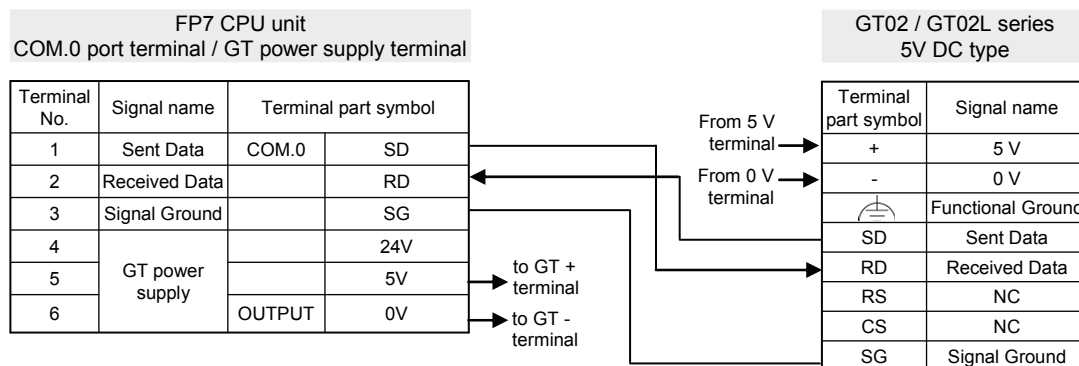 FP7 CPU unit
COM.0 port terminal / GT power supply terminal
Terminal No. Signal name Terminal part symbol
1 Sent Data COM.0 SD
2 Received Data RD
3 Signal Ground SG
4 GT power supply 24V
5 5V
6 OUTPUT 0V
to GT +
terminal
to GT -
terminal
GT02 / GT02L series
5V DC type
From 5 V
terminal
From 0 V
terminal
Terminal part symbol Signal name
+ 5 V
- 0 V
Functional Ground
SD Sent Data
RD Received Data
RS NC
CS NC
SG Signal Ground